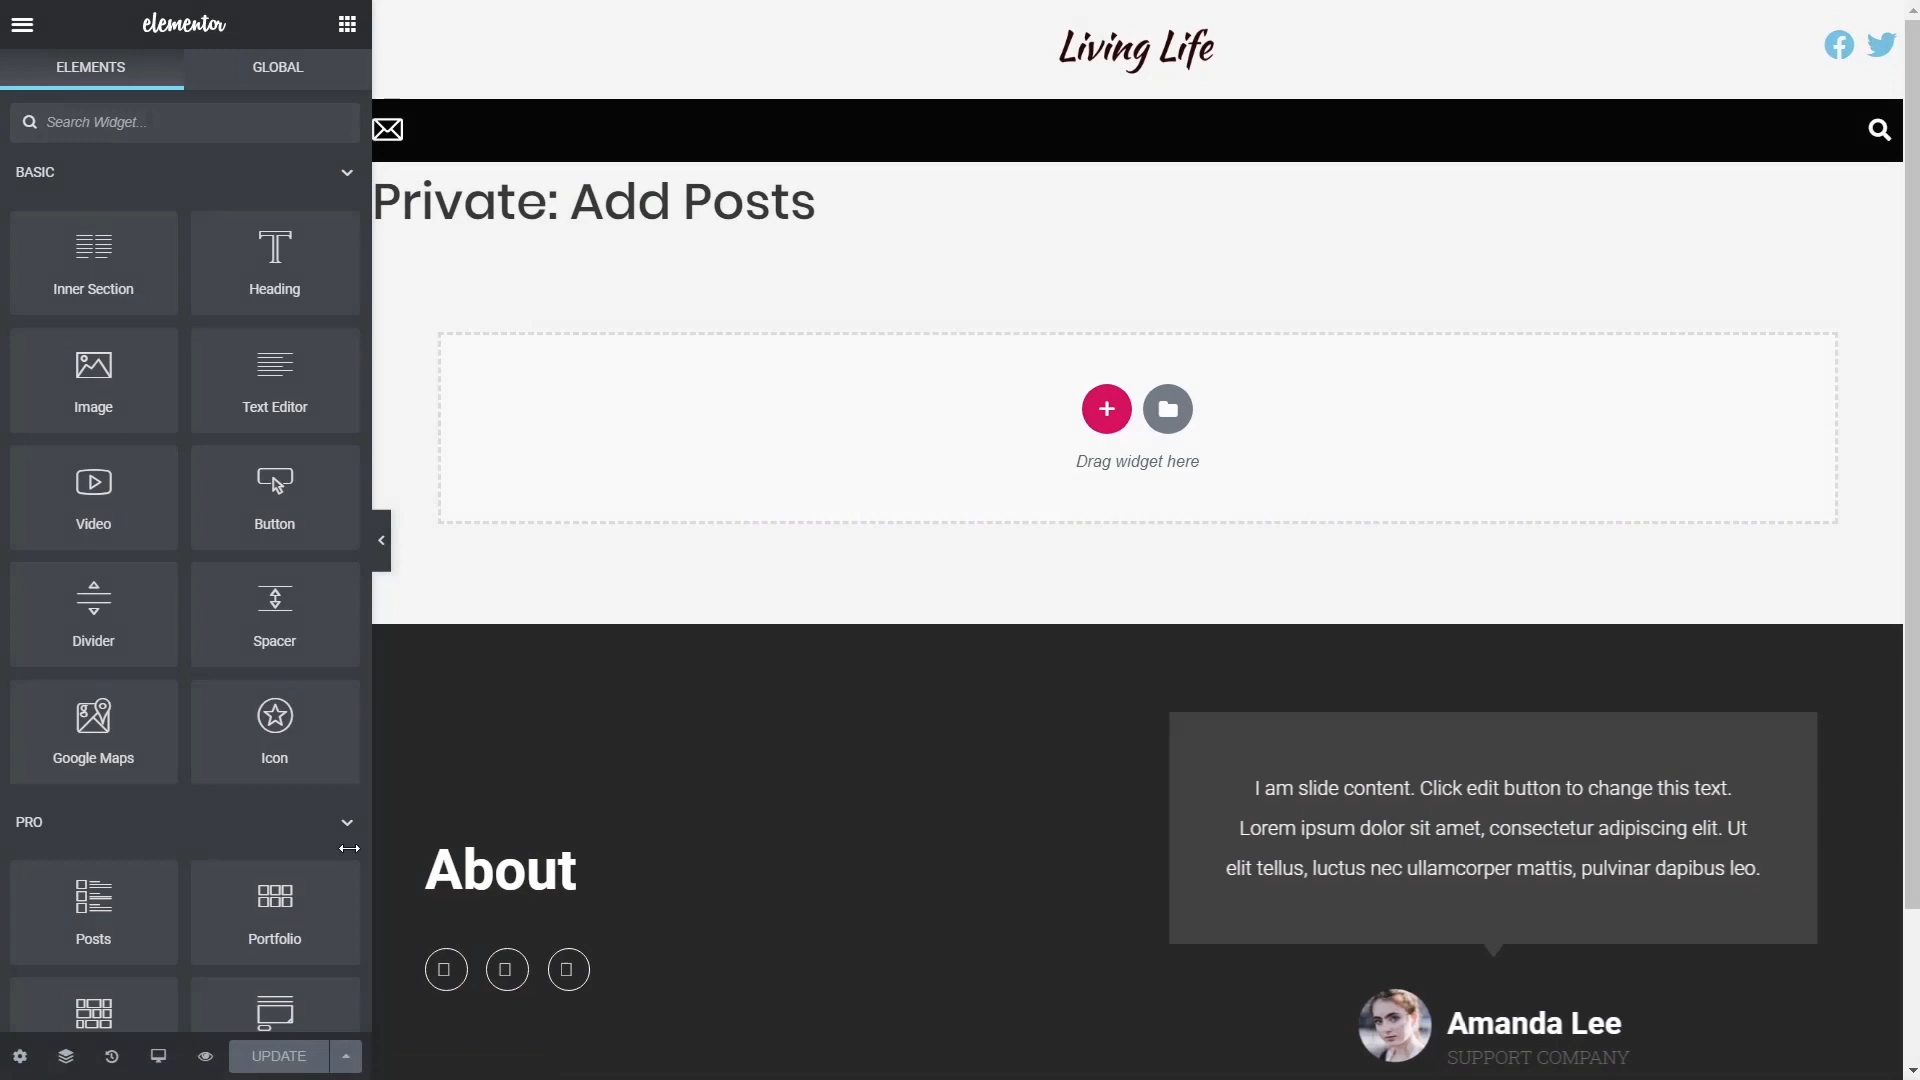 elementor
ELEMENTS
GLOBAL
Search Widget...
BASIC
Inner Section
Heading
Image
Text Editor
Video
Button
Divider
Spacer
Google Maps
Icon
PRO
Posts
Portfolio
UPDATE
Living Life
Private: Add Posts
Drag widget here
About
I am slide content. Click edit button to change this text.
Lorem ipsum dolor sit amet, consectetur adipiscing elit. Ut
elit tellus, luctus nec ullamcorper mattis, pulvinar dapibus leo.
Amanda Lee
SUPPORT COMPANY